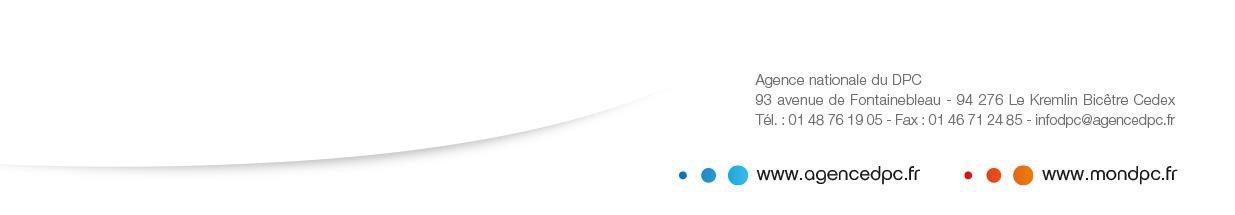 Agence nationale du DPC
93 avenue de Fontainebleau - 94 276 Le Kremlin Bicêtre Cedex
Tél. : 01 48 76 19 05 - Fax : 01 46 71 24 85 - infodpc@agencedpc.fr
www.agencedpc.fr www.mondpc.fr